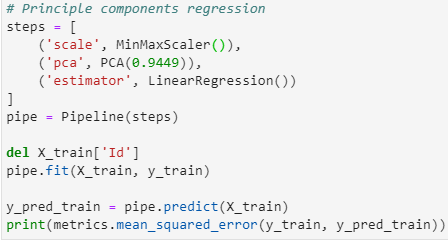 # Principle components regression
steps = [
    ('scale', MinMaxScaler()),
    ('pca', PCA(0.9449)),
    ('estimator', LinearRegression())
]
pipe = Pipeline(steps)

del X_train['Id']
pipe.fit(X_train, y_train)

y_pred_train = pipe.predict(X_train)
print(metrics.mean_squared_error(y_train, y_pred_train))